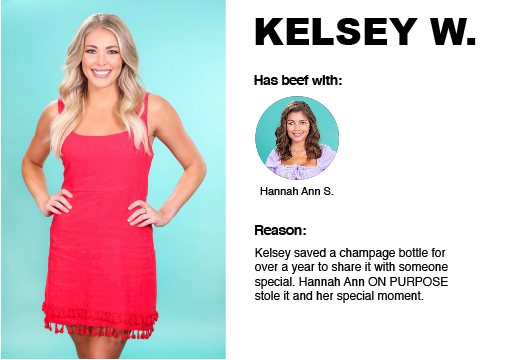 KELSEY W.
Has beef with:
Hannah Ann S.
Reason:
Kelsey saved a champage bottle for
over a year to share it with someone
special. Hannah Ann ON PURPOSE
stole it and her special moment.